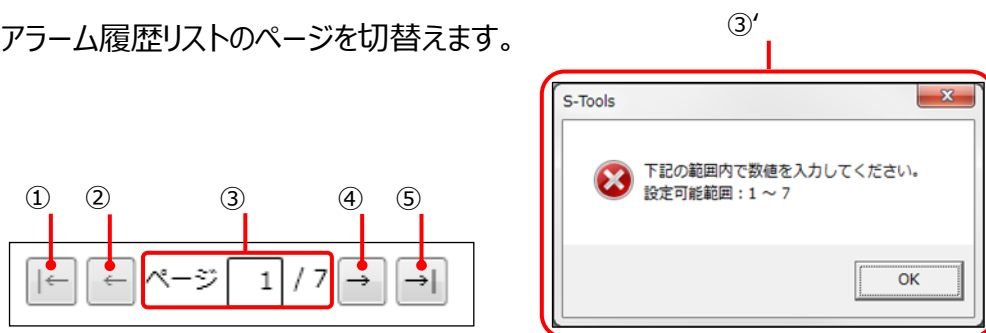 アラーム履歴リストのページを切替えます。
③‘
S-Tools
下記の範囲内で数値を入力してください。
設定可能範囲：1 ～ 7
OK
① ② ③ ④ ⑤
|← ← ページ 1 / 7 → →|